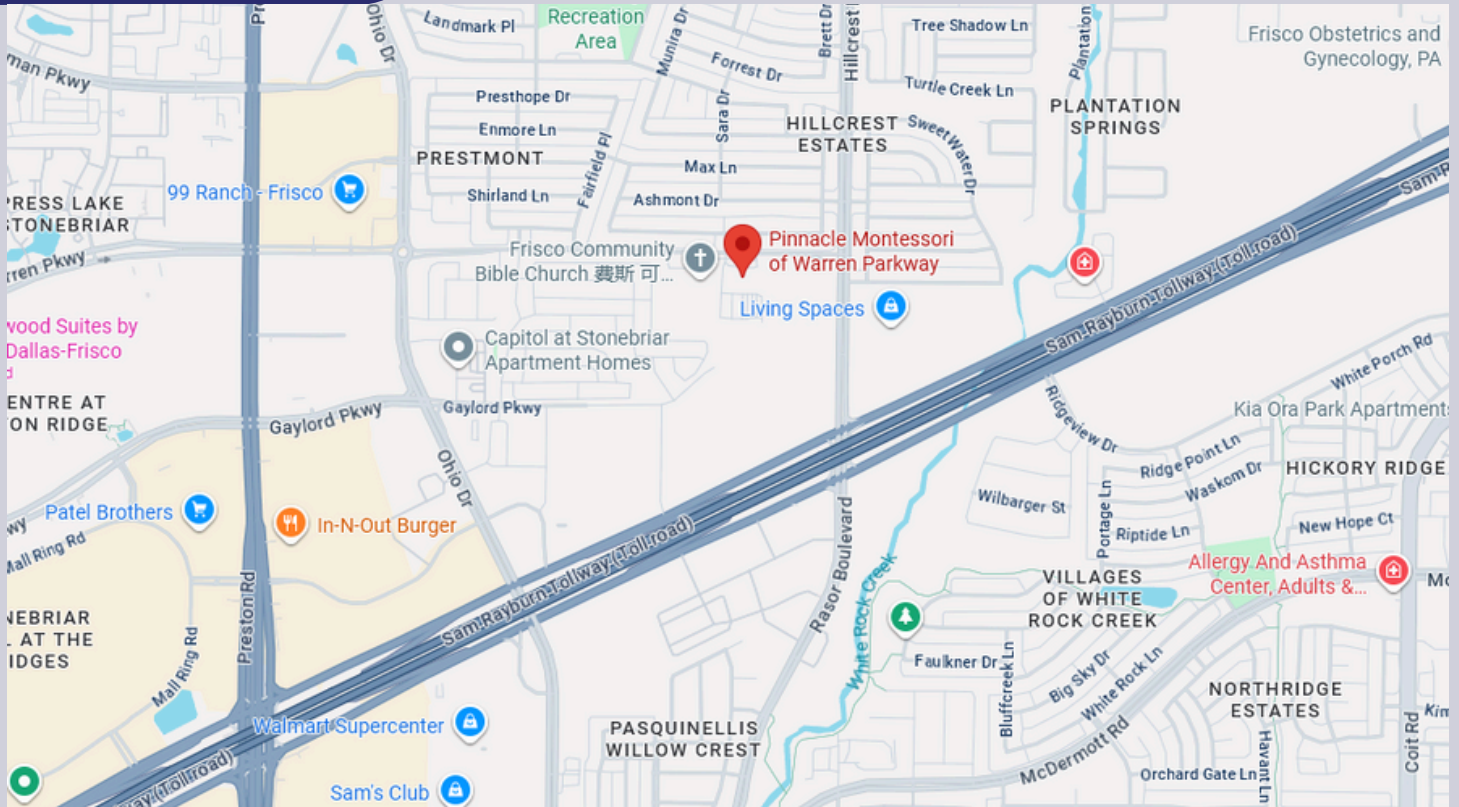 Ohio Dr
Landmark Pl
Recreation
Area
Munira Dr
Forrest Dr
Brett Dr
Hillcrest
Tree Shadow Ln
Plantation
Frisco Obstetrics and
Gynecology, PA
man Pkwy
Presthope Dr
Turtle Creek Ln
Enmore Ln
Sara Dr
HILLCREST
ESTATES
SweetWater Dr
PLANTATION
SPRINGS
PRESTMONT
Fairfield Pl
Max Ln
99 Ranch - Frisco
Shirland Ln
Ashmont Dr
Sam R
PRESS LAKE
STONEBRIAR
Frisco Community
Bible Church 費斯 可...
Pinnacle Montessori
of Warren Parkway
rren Pkwy
Living Spaces
Sam Rayburn Tollway (Toll road)
wood Suites by
Dallas-Frisco
d
Capitol at Stonebriar
Apartment Homes
White Porch Rd
ENTRE AT
ON RIDGE
Gaylord Pkwy
Gaylord Pkwy
Ridgeview Dr
Kia Ora Park Apartments
Ohio Dr
Ridge Point Ln
Waskom Dr
HICKORY RIDGE
Patel Brothers
In-N-Out Burger
Wilbarger St
Portage Ln
Riptide Ln
New Hope Ct
wy
Mall Ring Rd
Sam Rayburn Tollway (Toll road)
Rasor Boulevard
White Rock Creek
Allergy And Asthma
Center, Adults &...
Mc
VILLAGES
OF WHITE
ROCK CREEK
NEBRIAR
L AT THE
IDGES
Preston Rd
Mall Ring Rd
Faulkner Dr
Bluffcreek Ln
Big Sky Dr
White Rock Ln
NORTHRIDGE
ESTATES
Walmart Supercenter
PASQUINELLIS
WILLOW CREST
McDermott Rd
Havant Ln
Coit Rd
Kim
Orchard Gate Ln
way (Toll road)
Sam's Club